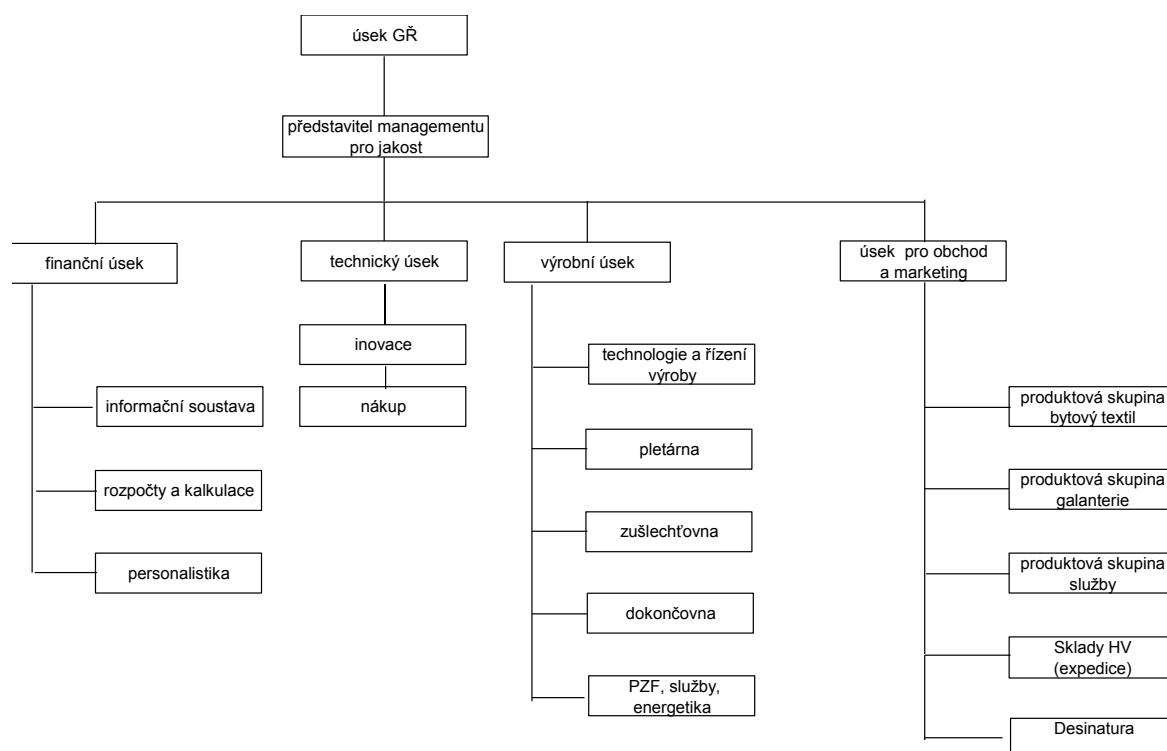 úsek GŘ
představitel managementu
pro jakost
finanční úsek
technický úsek
výrobní úsek
úsek pro obchod
a marketing
inovace
nákup
informační soustava
rozpočty a kalkulace
personalistika
technologie a řízení
výroby
pletárna
zušlechťovna
dokončovna
PZF, služby,
energetika
produktová skupina
bytový textil
produktová skupina
galanterie
produktová skupina
služby
Sklady HV
(expedice)
Desinatura